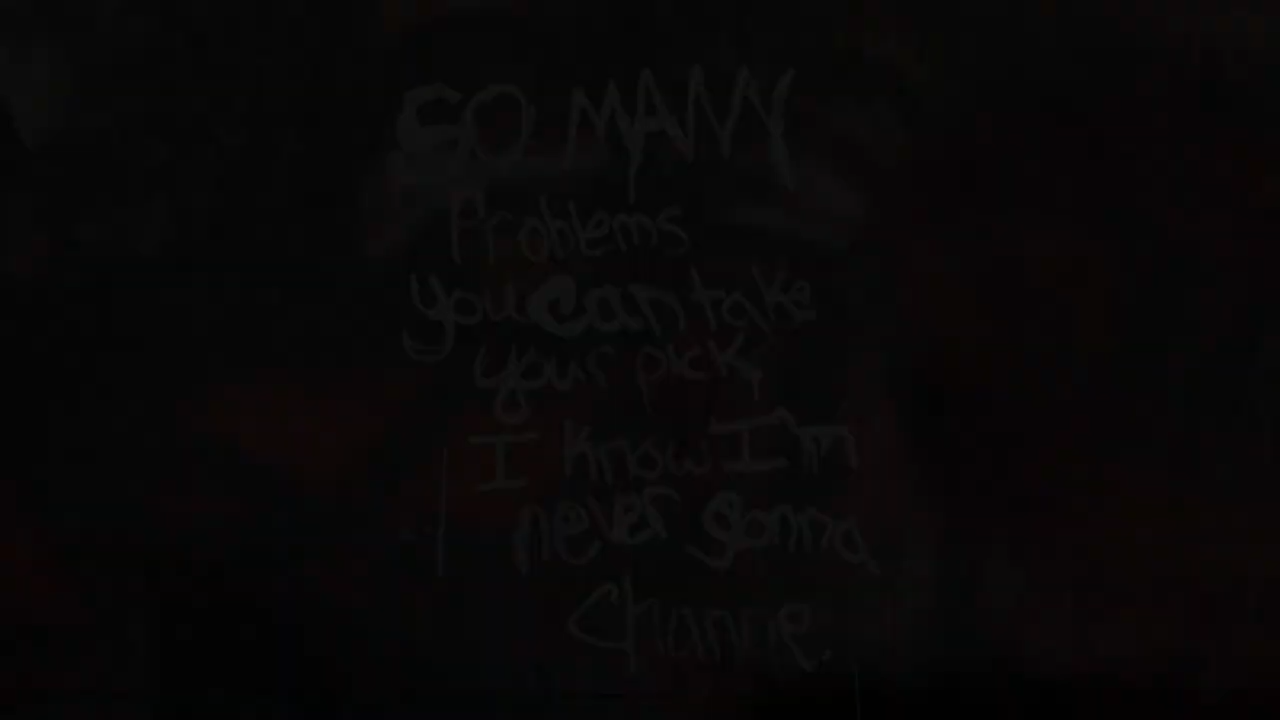 SO MANY
Problems
you can take
your pick,
I know I'm
never gonna
Change.